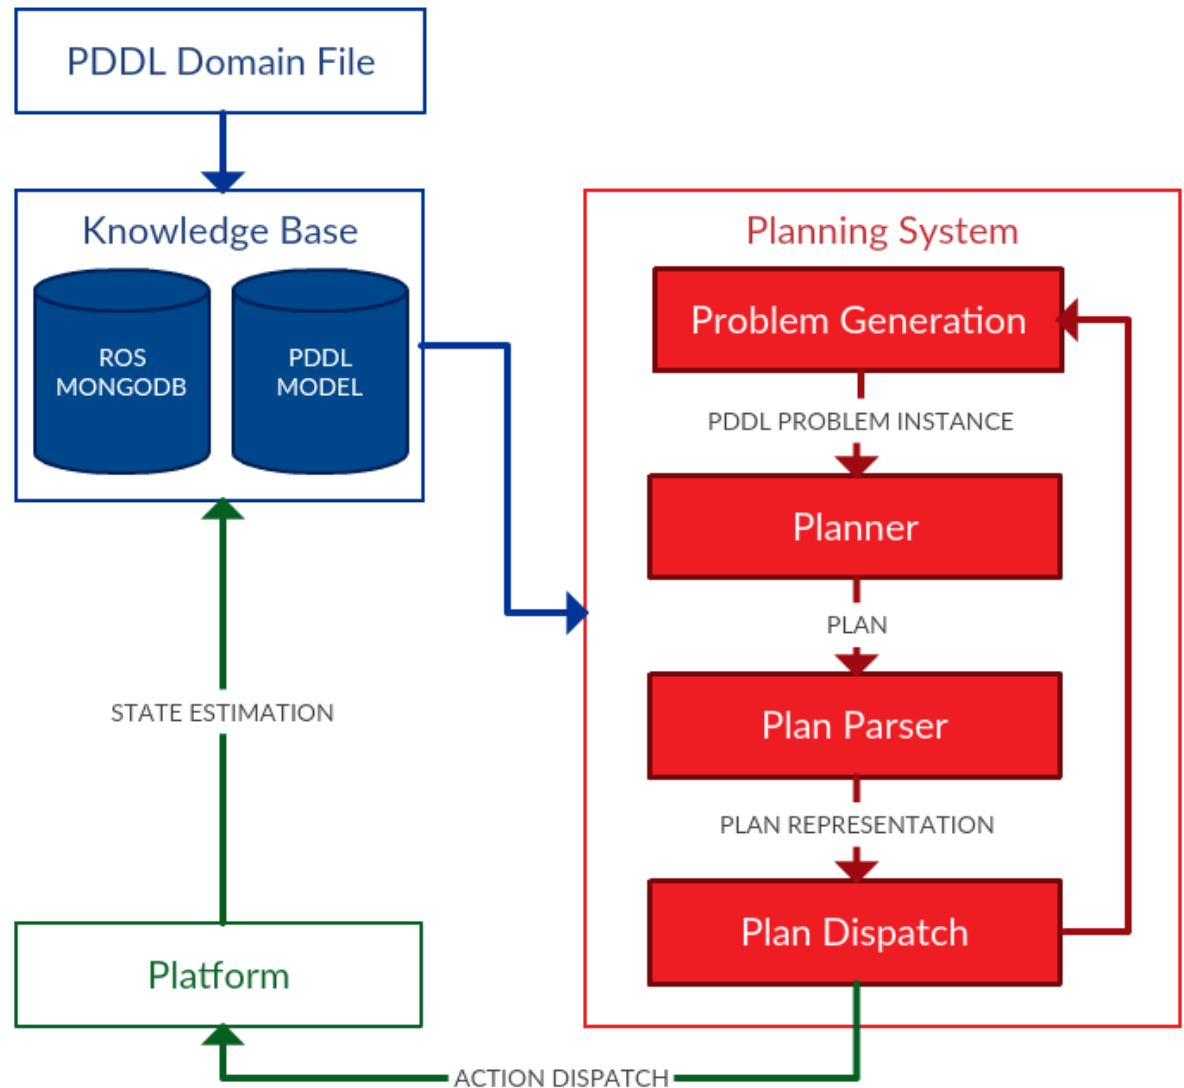 PDDL Domain File
Knowledge Base
ROS
MONGODB
PDDL
MODEL
Planning System
Problem Generation
PDDL PROBLEM INSTANCE
Planner
PLAN
Plan Parser
PLAN REPRESENTATION
Plan Dispatch
STATE ESTIMATION
Platform
ACTION DISPATCH